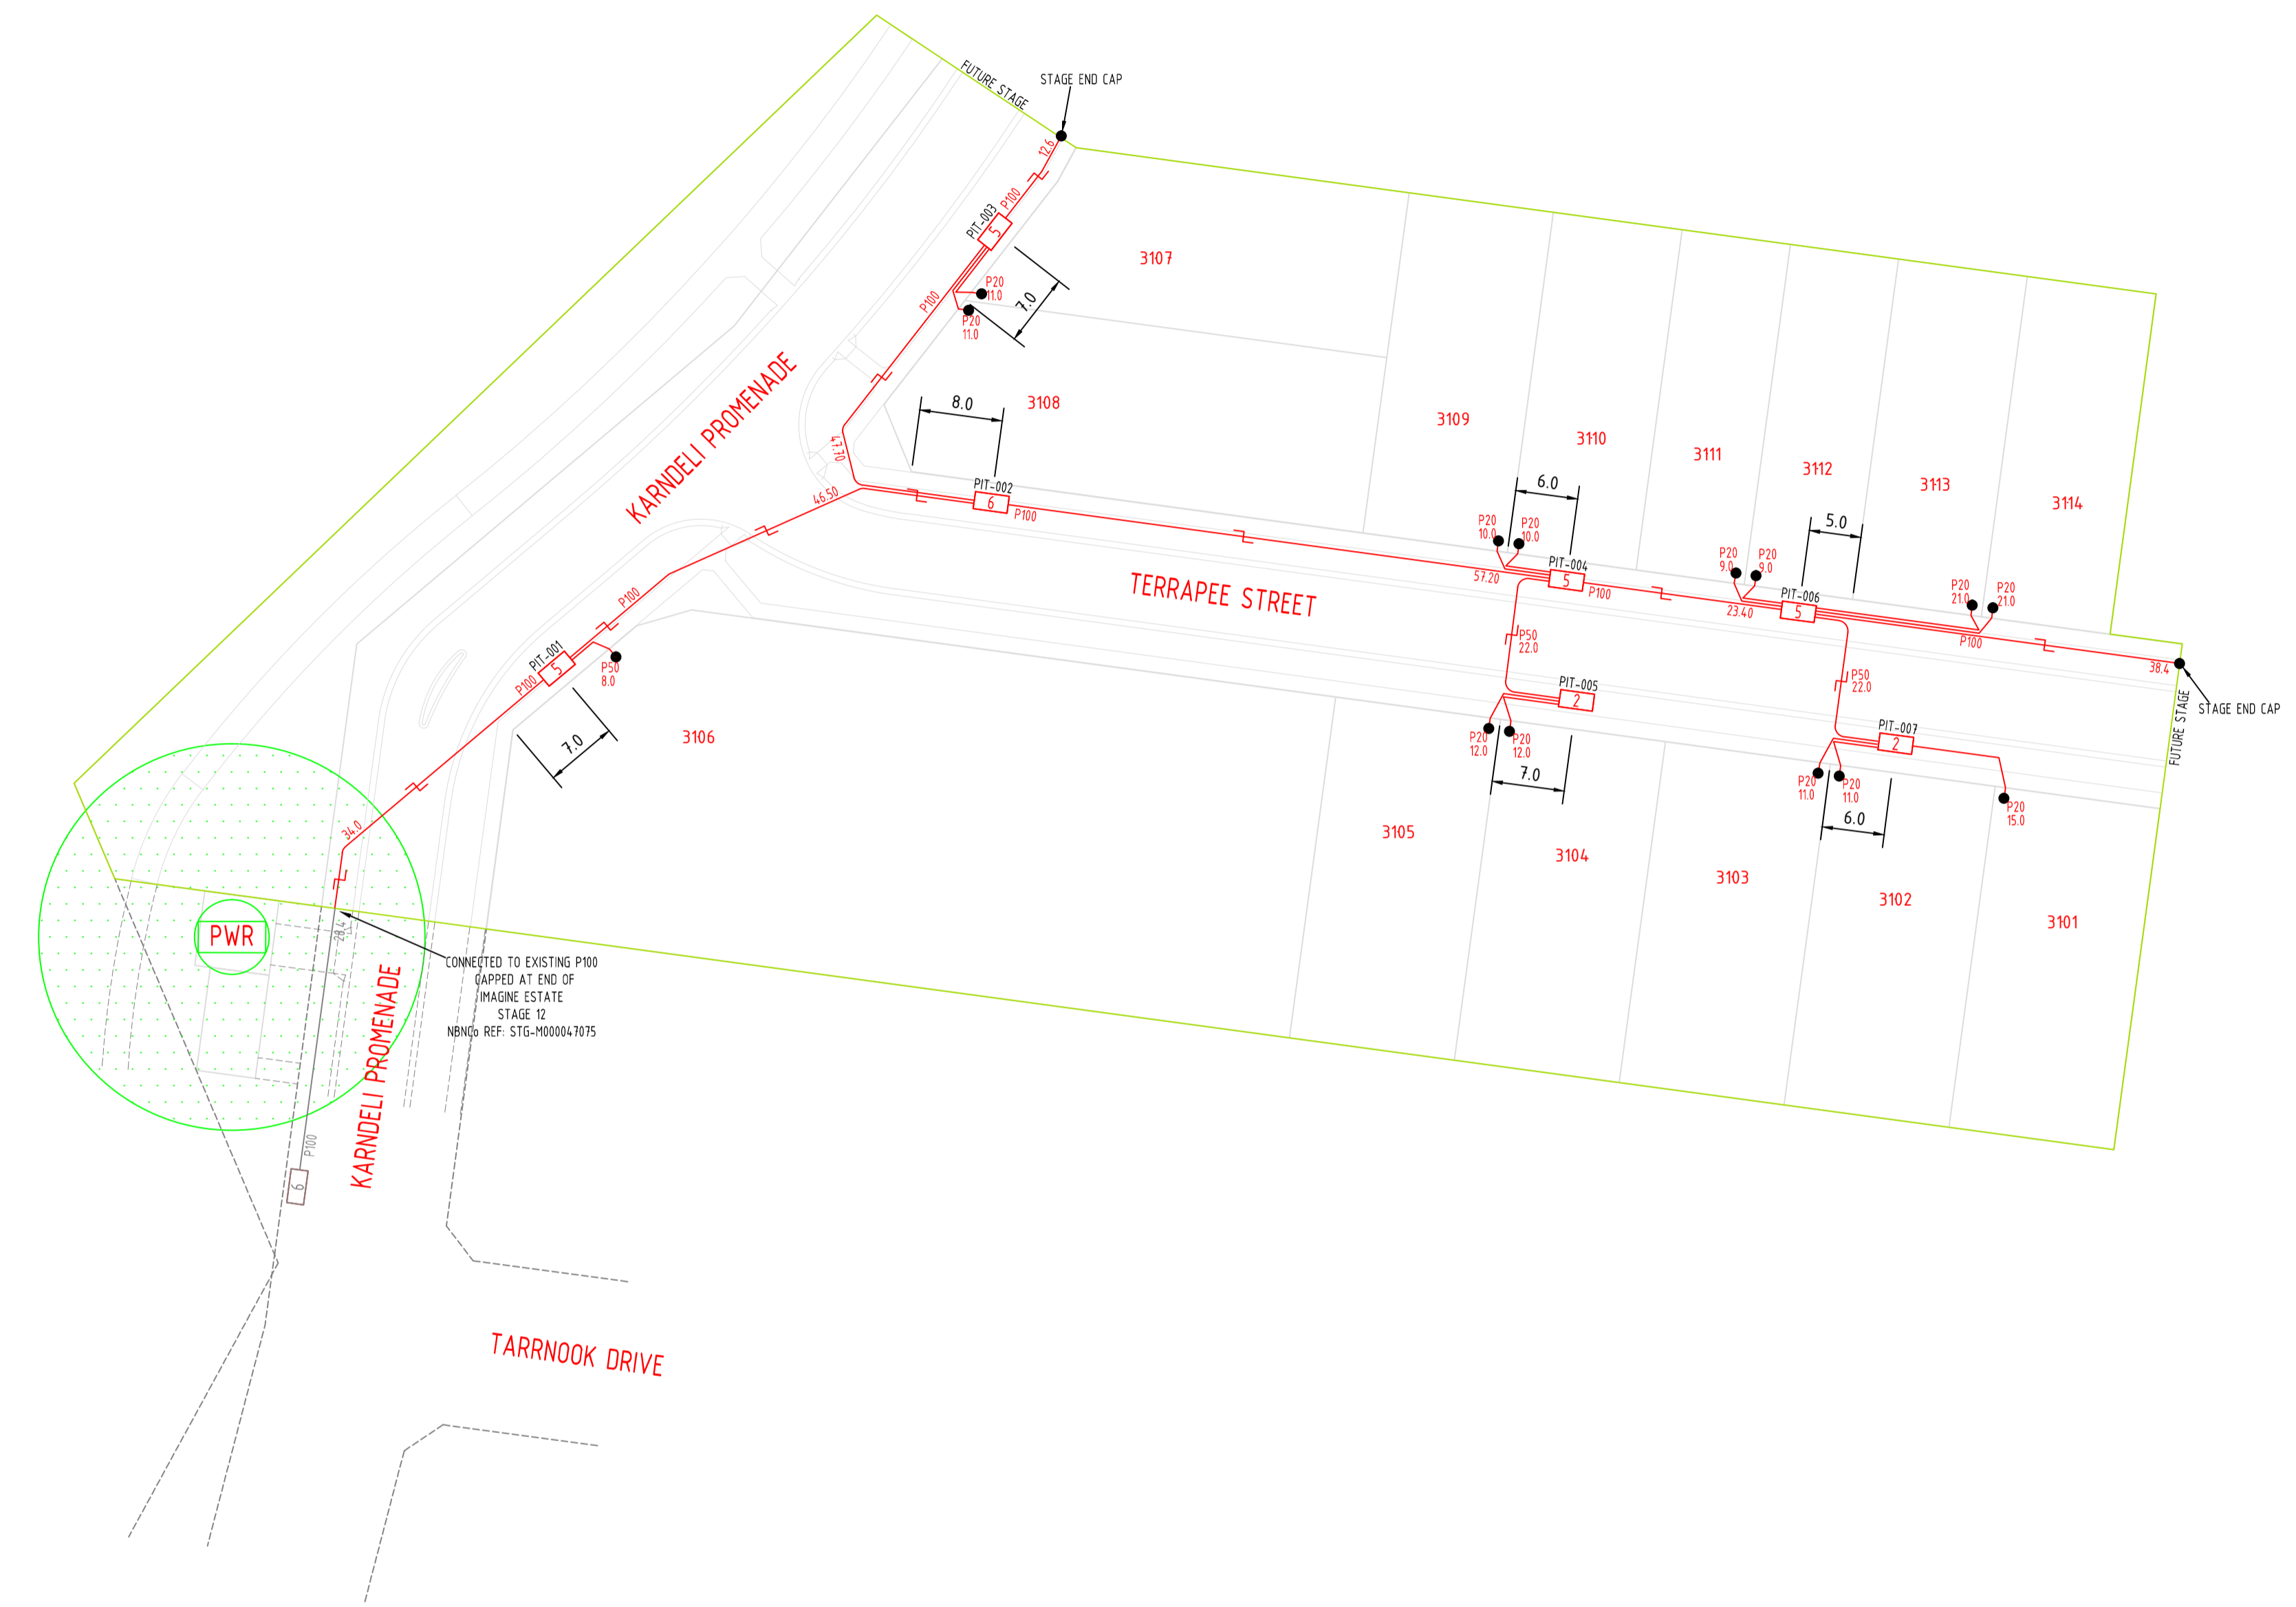 FUTURE STAGE
STAGE END CAP
12.6
P100
PIT-003
5
3107
P20
11.0
7.0
P20
11.0
P100
KARNDELI PROMENADE
8.0
3108
47.70
46.50
PIT-002
6
P100
3109
3110
3111
3112
3113
3114
6.0
5.0
P20
10.0
P20
10.0
PIT-004
5
P100
57.20
P20
9.0
P20
9.0
PIT-006
5
23.40
P20
21.0
P20
21.0
P100
38.4
STAGE END CAP
FUTURE STAGE
TERRAPEE STREET
P100
PIT-001
5
P100
P50
8.0
7.0
3106
P50
22.0
PIT-005
2
P20
12.0
P20
12.0
7.0
P50
22.0
PIT-007
2
P20
11.0
P20
11.0
6.0
P20
15.0
3105
3104
3103
3102
3101
34.0
PWR
28.4
CONNECTED TO EXISTING P100
CAPPED AT END OF
IMAGINE ESTATE
STAGE 12
NBNCo REF: STG-M000047075
KARNDELI PROMENADE
P100
6
TARRNOOK DRIVE